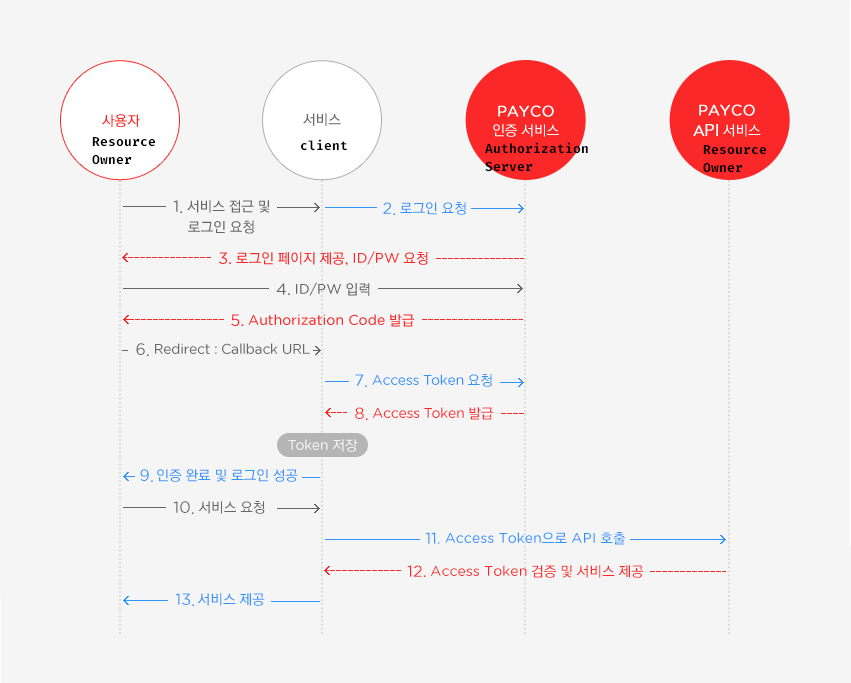 사용자
Resource
Owner
서비스
client
PAYCO
인증 서비스
Authorization
Server
PAYCO
API 서비스
Resource
Owner
1. 서비스 접근 및
로그인 요청
2. 로그인 요청
3. 로그인 페이지 제공, ID/PW 요청
4. ID/PW 입력
5. Authorization Code 발급
6. Redirect : Callback URL
7. Access Token 요청
8. Access Token 발급
Token 저장
9. 인증 완료 및 로그인 성공
10. 서비스 요청
11. Access Token으로 API 호출
12. Access Token 검증 및 서비스 제공
13. 서비스 제공